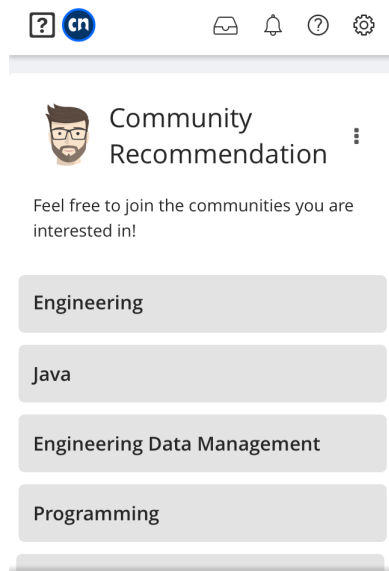 ? cn ?
Community
Recommendation
Feel free to join the communities you are
interested in!
Engineering
Java
Engineering Data Management
Programming